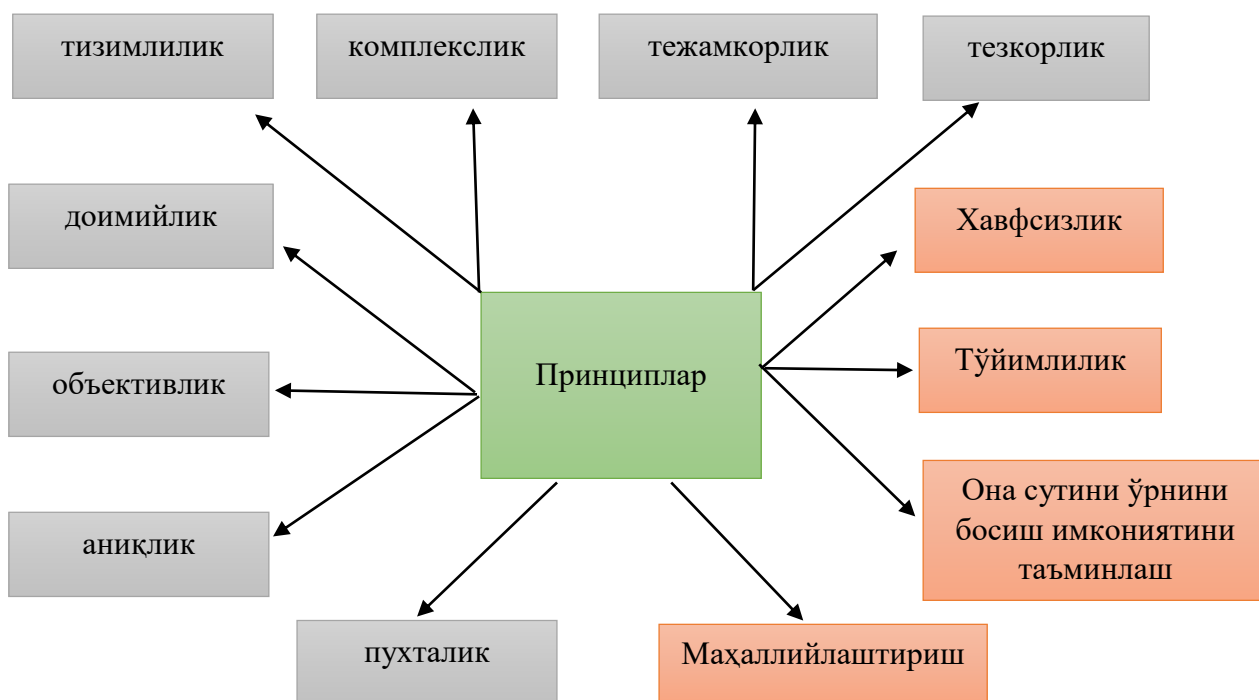 тизимлилик
комплекслик
тежамкорлик
тезкорлик
доимийлик
Хавфсизлик
объективлик
Принциплар
Тўйимлилик
аниқлик
Она сутини ўрнини
босиш имкониятини
таъминлаш
пухталик
Маҳаллийлаштириш